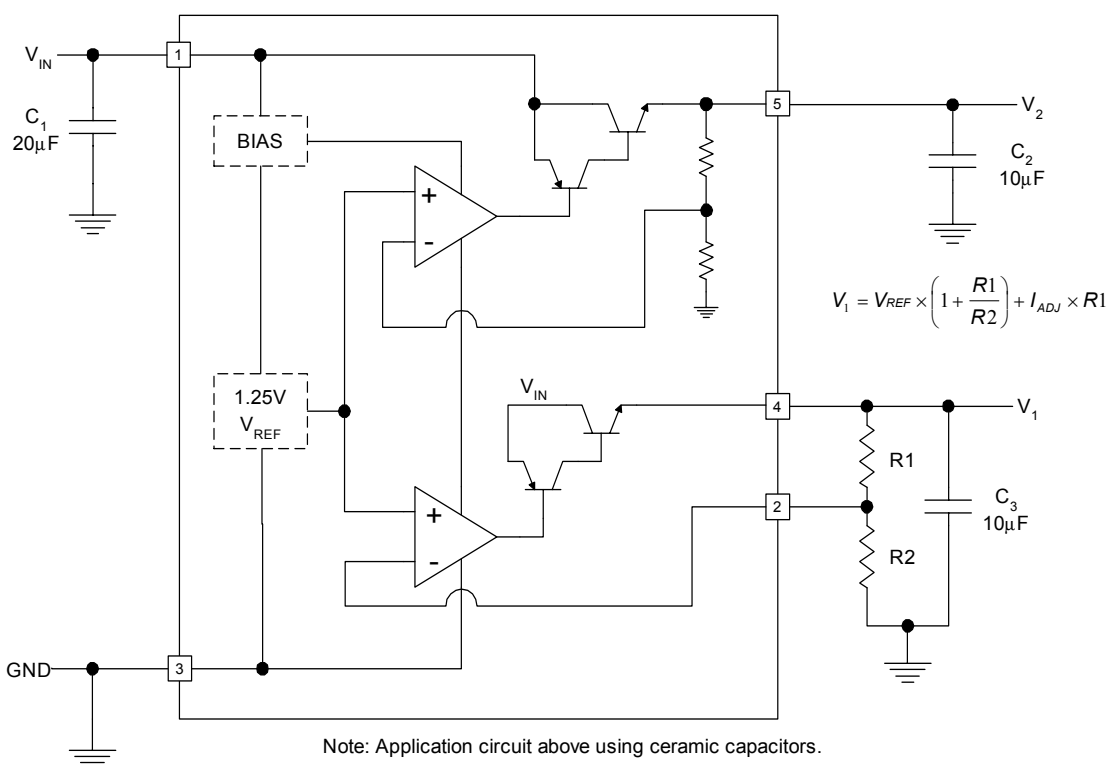 V_IN
1
C_1
20µF
BIAS
+
-
5
V_2
C_2
10µF
V_1 = V_REF × (1 + R1/R2) + I_ADJ × R1
1.25V
V_REF
V_IN
4
V_1
R1
2
C_3
10µF
+
-
R2
GND
3
Note: Application circuit above using ceramic capacitors.